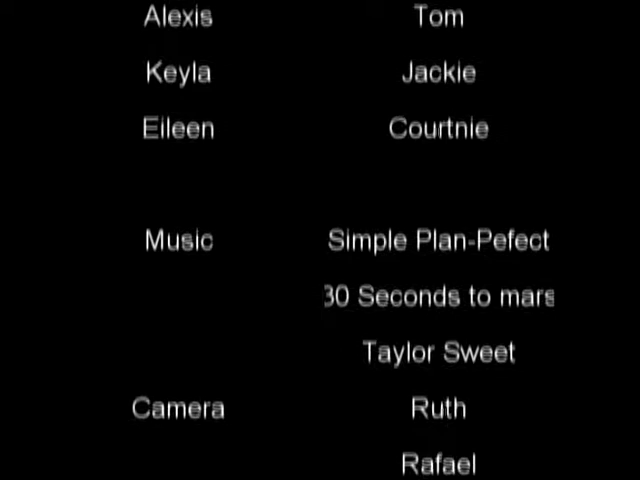 Alexis Tom
Keyla Jackie
Eileen Courtnie
Music Simple Plan-Pefect
30 Seconds to mars
Taylor Sweet
Camera Ruth
Rafael